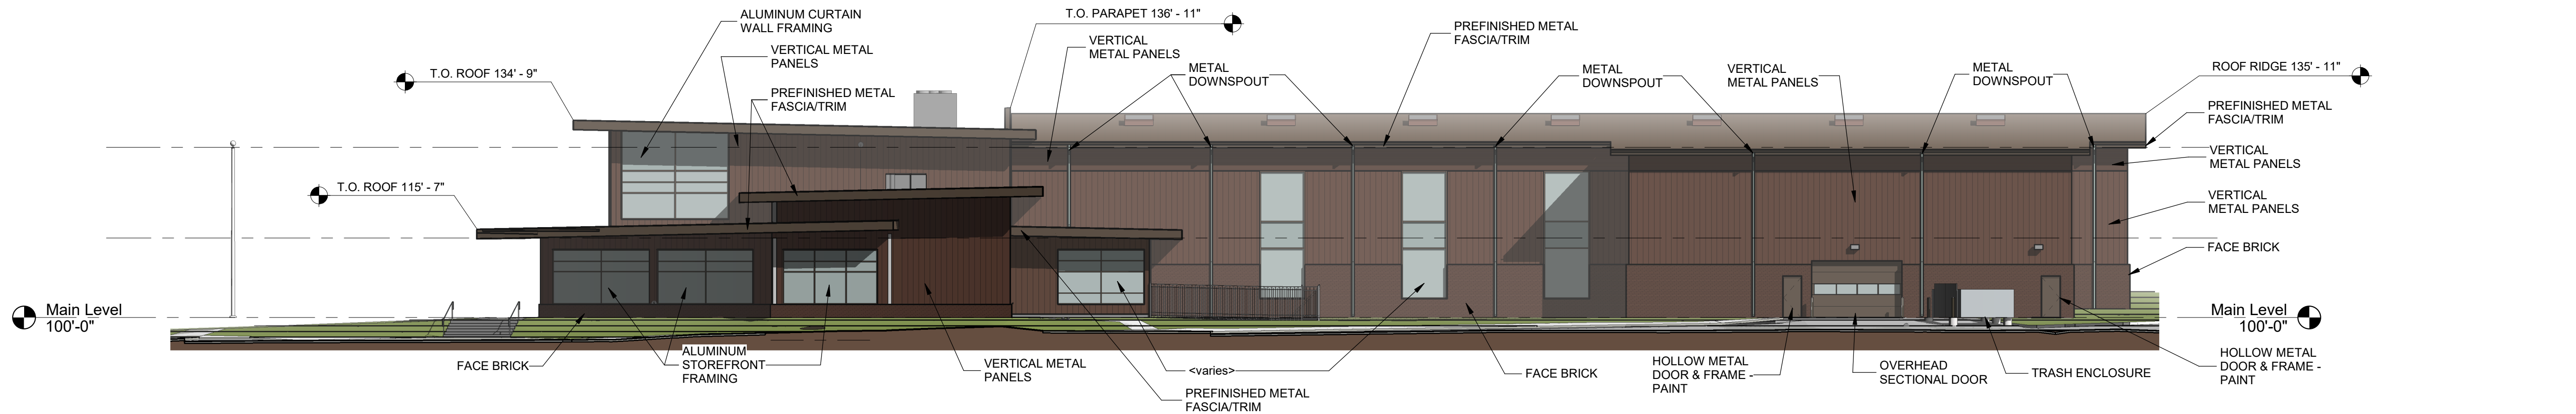 ALUMINUM CURTAIN
WALL FRAMING
T.O. PARAPET 136' - 11"
PREFINISHED METAL
FASCIA/TRIM
VERTICAL METAL
PANELS
VERTICAL
METAL PANELS
T.O. ROOF 134' - 9"
METAL
DOWNSPOUT
METAL
DOWNSPOUT
VERTICAL
METAL PANELS
METAL
DOWNSPOUT
ROOF RIDGE 135' - 11"
PREFINISHED METAL
FASCIA/TRIM
PREFINISHED METAL
FASCIA/TRIM
VERTICAL
METAL PANELS
T.O. ROOF 115' - 7"
VERTICAL
METAL PANELS
FACE BRICK
Main Level
100'-0"
Main Level
100'-0"
FACE BRICK
ALUMINUM
STOREFRONT
FRAMING
VERTICAL METAL
PANELS
<varies>
PREFINISHED METAL
FASCIA/TRIM
FACE BRICK
HOLLOW METAL
DOOR & FRAME -
PAINT
OVERHEAD
SECTIONAL DOOR
TRASH ENCLOSURE
HOLLOW METAL
DOOR & FRAME -
PAINT